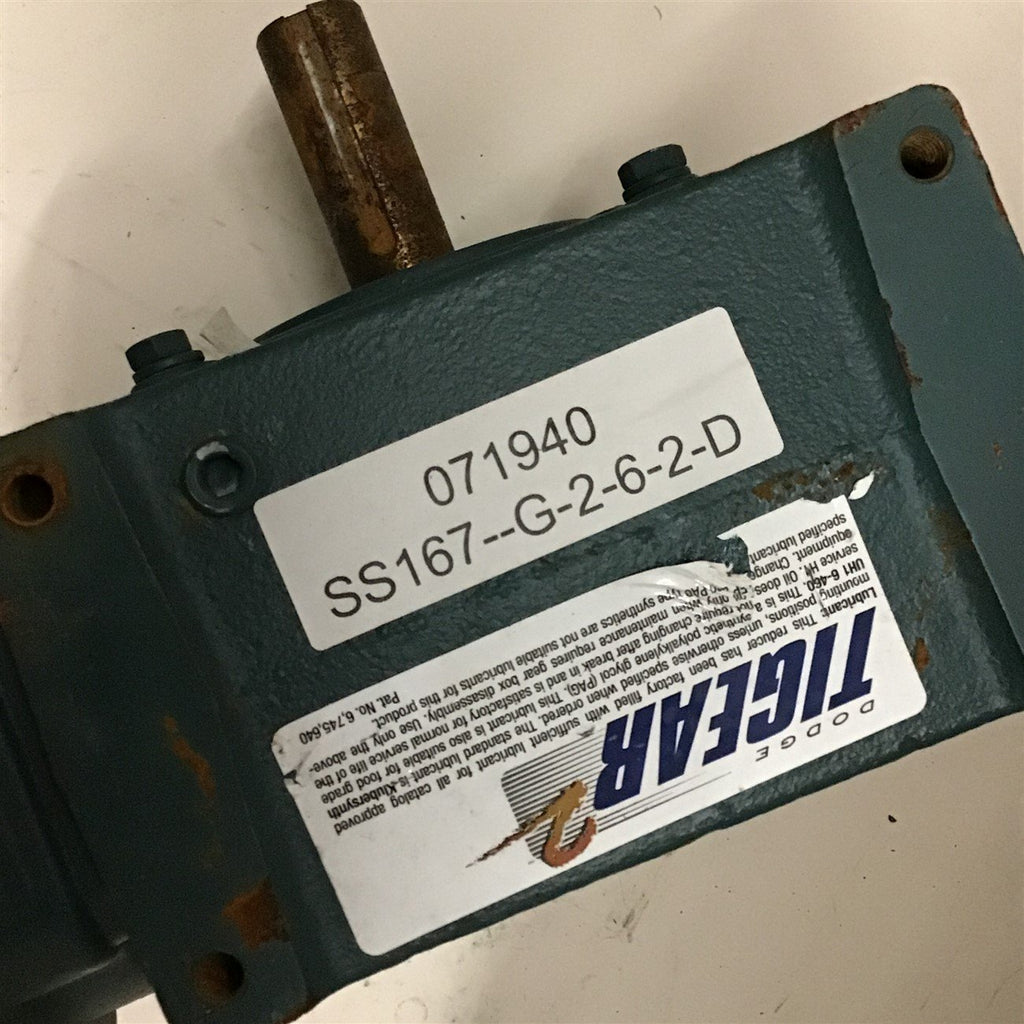 071940
SS167--G-2-6-2-D
DODGE
TIGEAR
2
Lubricant: This reducer has been factory filled with sufficient lubricant for all catalog approved
mounting positions, unless otherwise specified when ordered. The standard lubricant is Klubersynth
UH1 6-460. This is a synthetic polyalkylene glycol (PAG). This lubricant is also suitable for food grade
service H1. Oil does not require changing after break in and is satisfactory for normal service life of the
equipment. Change only when maintenance requires gear box disassembly. Use only the above-
specified lubricant. PAO type synthetics are not suitable lubricants for this product.
Pat. No. 6,745,640